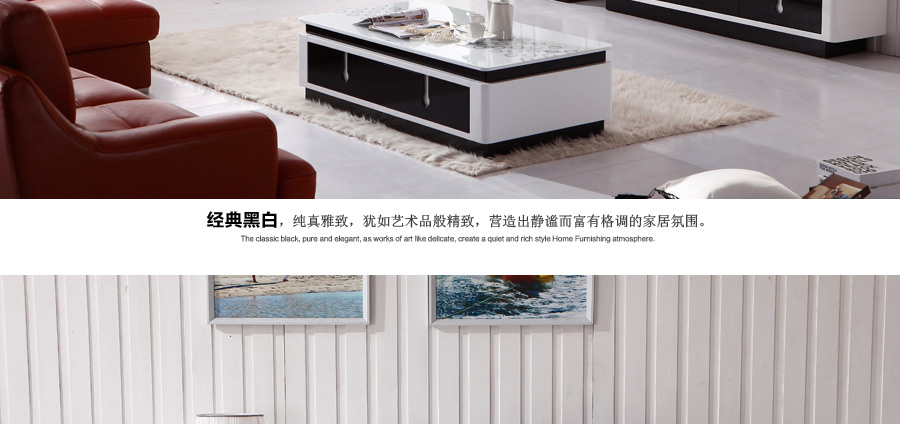 经典黑白，纯真雅致，犹如艺术品般精致，营造出静谧而富有格调的家居氛围。
The classic black, pure and elegant, as works of art like delicate, create a quiet and rich style Home Furnishing atmosphere.